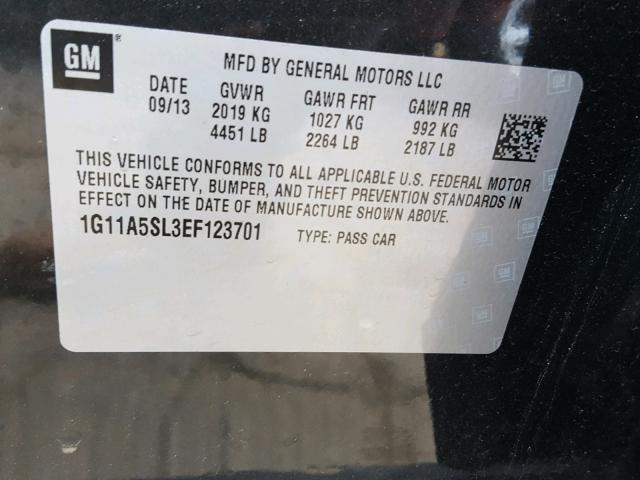 GM®
MFD BY GENERAL MOTORS LLC
DATE GVWR GAWR FRT GAWR RR
09/13 2019 KG 1027 KG 992 KG
4451 LB 2264 LB 2187 LB
THIS VEHICLE CONFORMS TO ALL APPLICABLE U.S. FEDERAL MOTOR
VEHICLE SAFETY, BUMPER, AND THEFT PREVENTION STANDARDS IN
EFFECT ON THE DATE OF MANUFACTURE SHOWN ABOVE.
1G11A5SL3EF123701 TYPE: PASS CAR